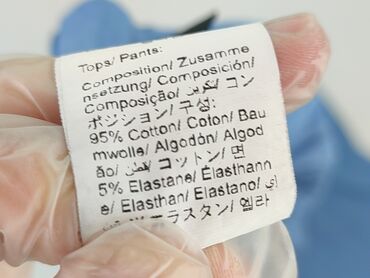 Tops/ Pants:
Composition/ Zusamme
nsetzung/ Composición/
Composição/ تكوين/ コン
ポジション/ 구성:
95% Cotton/ Coton/ Bau
mwolle/ Algodón/ Algod
ão/ قطن/ コットン/ 면
5% Elastane/ Élasthann
e/ Elasthan/ Elastano/
エラスタン/ 엘라